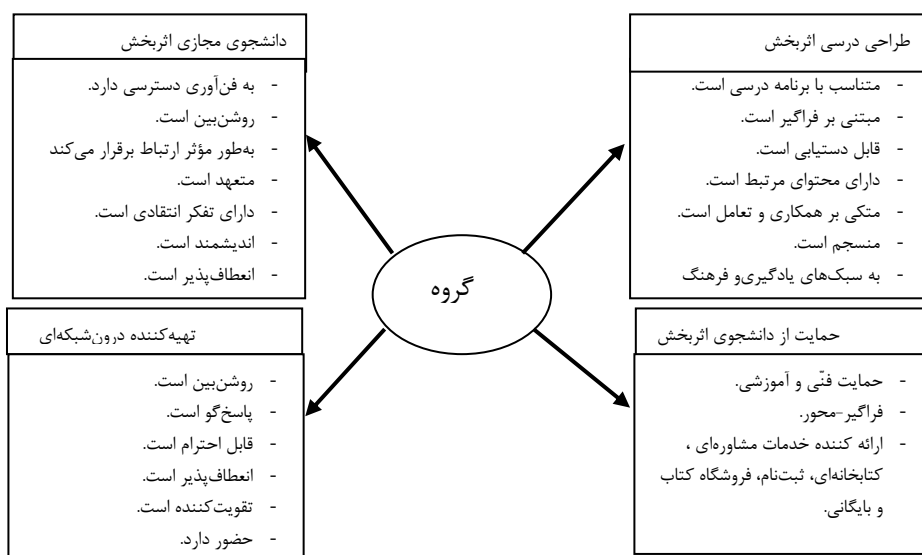 طراحی درسی اثربخش
- متناسب با برنامه درسی است.
- مبتنی بر فراگیر است.
- قابل دستیابی است.
- دارای محتوای مرتبط است.
- متکی بر همکاری و تعامل است.
- منسجم است.
- به سبک‌های یادگیری‌و فرهنگ
دانشجوی مجازی اثربخش
- به فن‌آوری دسترسی دارد.
- روشن‌بین است.
- به‌طور مؤثر ارتباط برقرار می‌کند
- متعهد است.
- دارای تفکر انتقادی است.
- اندیشمند است.
- انعطاف‌پذیر است.
گروه
حمایت از دانشجوی اثربخش
- حمایت فنّی و آموزشی.
- فراگیر-محور.
- ارائه کننده خدمات مشاوره‌ای ،
کتابخانه‌ای، ثبت‌نام، فروشگاه کتاب
و بایگانی.
تهیه‌کننده درون‌شبکه‌ای
- روشن‌بین است.
- پاسخ‌گو است.
- قابل احترام است.
- انعطاف‌پذیر است.
- تقویت‌کننده است.
- حضور دارد.